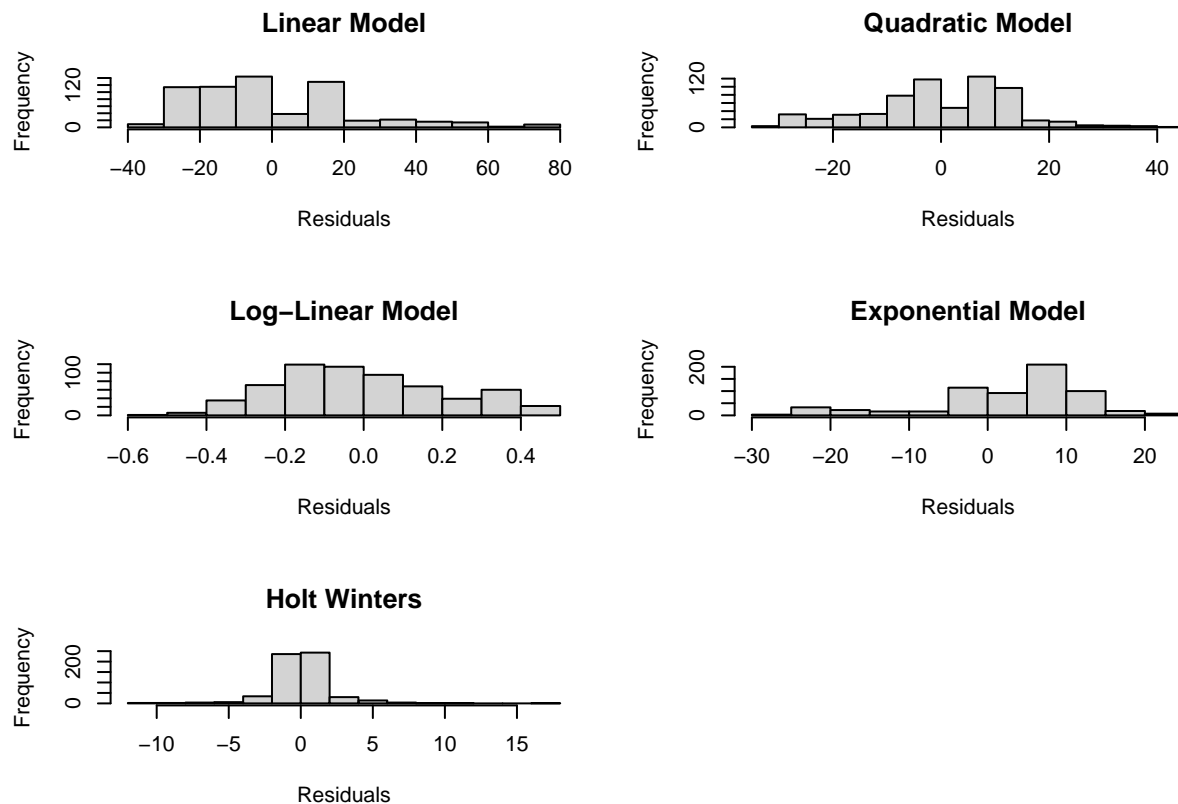 Linear Model
Frequency
0
120
−40
−20
0
20
40
60
80
Residuals
Quadratic Model
Frequency
0
120
−20
0
20
40
Residuals
Log−Linear Model
Frequency
0
100
−0.6
−0.4
−0.2
0.0
0.2
0.4
Residuals
Exponential Model
Frequency
0
200
−30
−20
−10
0
10
20
Residuals
Holt Winters
Frequency
0
200
−10
−5
0
5
10
15
Residuals